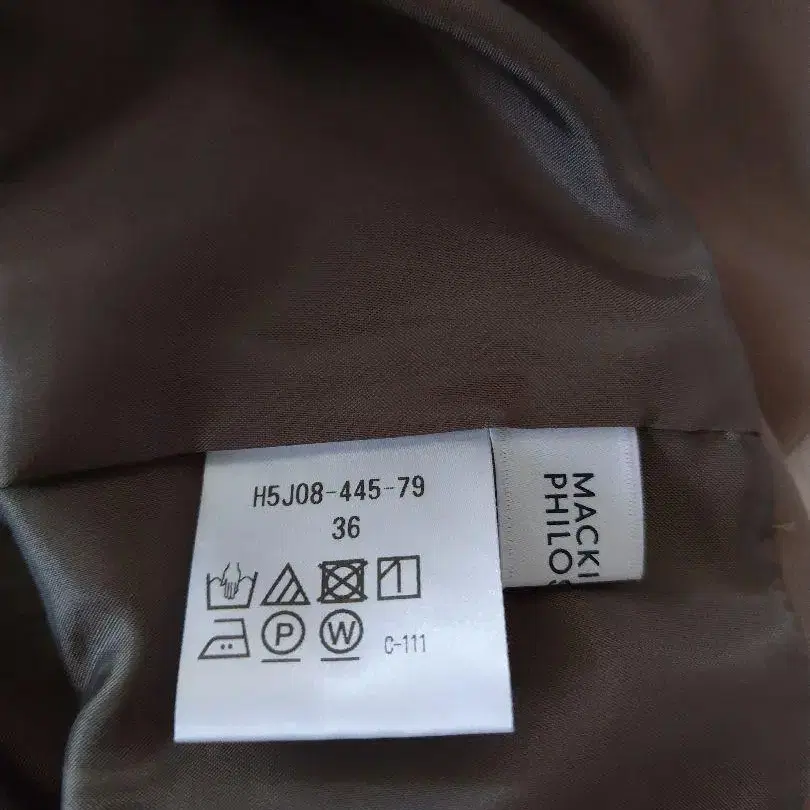 H5J08-445-79
36
P W C-111
MACKI
PHILOS